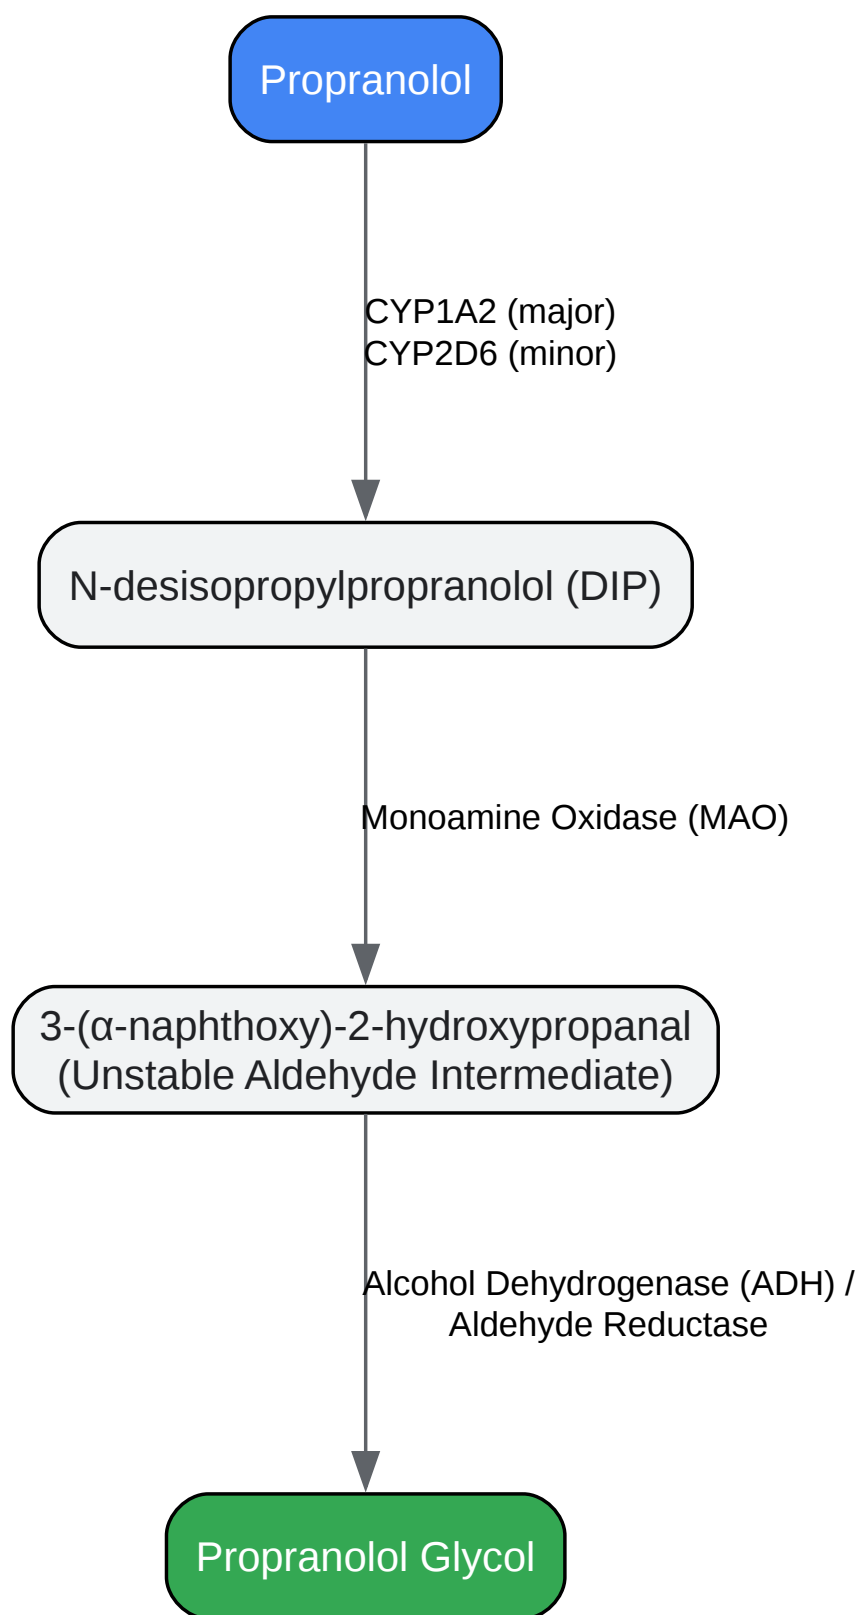 Propranolol
CYP1A2 (major)
CYP2D6 (minor)
N-desisopropylpropranolol (DIP)
Monoamine Oxidase (MAO)
3-(α-naphthoxy)-2-hydroxypropanal
(Unstable Aldehyde Intermediate)
Alcohol Dehydrogenase (ADH) /
Aldehyde Reductase
Propranolol Glycol